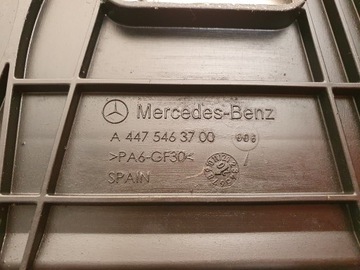 Mercedes-Benz
A 447 546 37 00
>PA6-GF30<
SPAIN